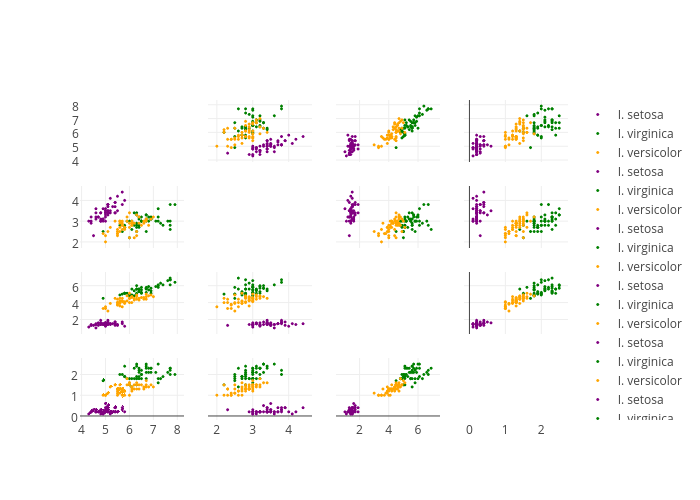 8
7
6
5
4
4
3
2
6
4
2
2
1
0
4 5 6 7 8
2 3 4
2 4 6
0 1 2
I. setosa
I. virginica
I. versicolor
I. setosa
I. virginica
I. versicolor
I. setosa
I. virginica
I. versicolor
I. setosa
I. virginica
I. versicolor
I. setosa
I. virginica
I. versicolor
I. setosa
I. virginica